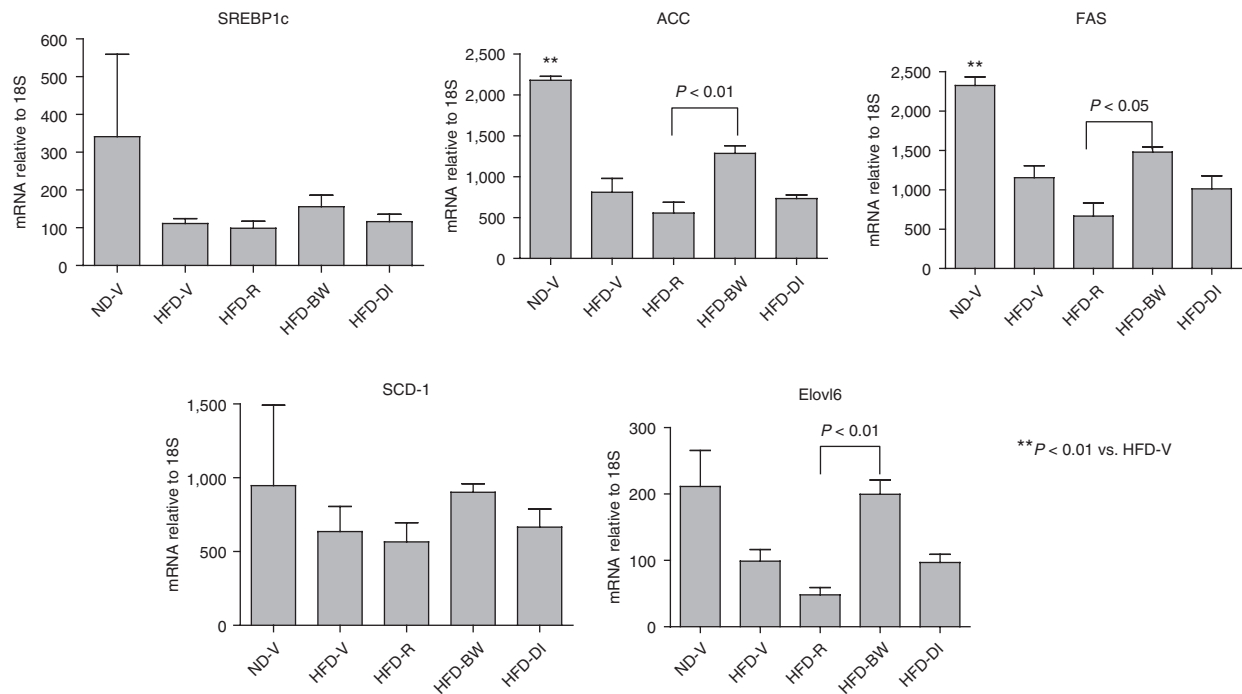 SREBP1c
mRNA relative to 18S
600
500
400
300
200
100
0
ND-V
HFD-V
HFD-R
HFD-BW
HFD-DI
ACC
mRNA relative to 18S
2,500
2,000
1,500
1,000
500
0
**
P < 0.01
ND-V
HFD-V
HFD-R
HFD-BW
HFD-DI
FAS
mRNA relative to 18S
2,500
2,000
1,500
1,000
500
0
**
P < 0.05
ND-V
HFD-V
HFD-R
HFD-BW
HFD-DI
SCD-1
mRNA relative to 18S
1,500
1,000
500
0
ND-V
HFD-V
HFD-R
HFD-BW
HFD-DI
Elovl6
mRNA relative to 18S
300
200
100
0
P < 0.01
ND-V
HFD-V
HFD-R
HFD-BW
HFD-DI
**P < 0.01 vs. HFD-V